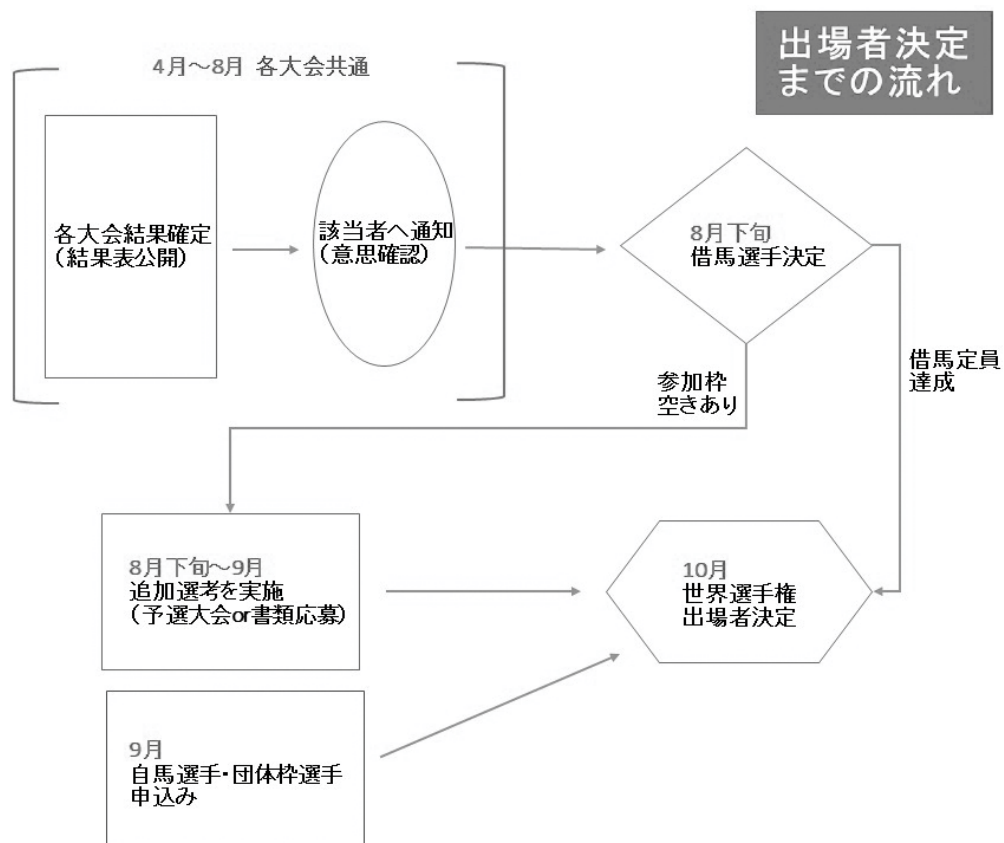 出場者決定
までの流れ
4月～8月 各大会共通
各大会結果確定
（結果表公開）
該当者へ通知
（意思確認）
8月下旬
借馬選手決定
参加枠
空きあり
借馬定員
達成
8月下旬～9月
追加選考を実施
（予選大会or書類応募）
10月
世界選手権
出場者決定
9月
自馬選手・団体枠選手
申込み